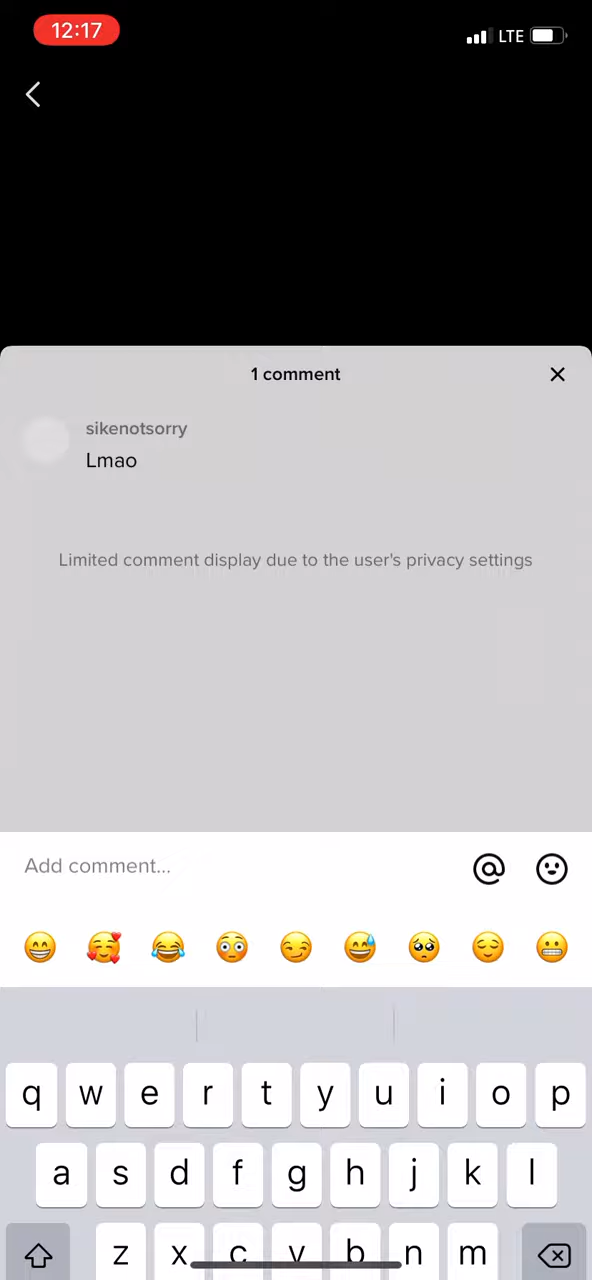 12:17
LTE
1 comment
sikenotsorry
Lmao
Limited comment display due to the user's privacy settings
Add comment...
q w e r t y u i o p
a s d f g h j k l
z x c v b n m